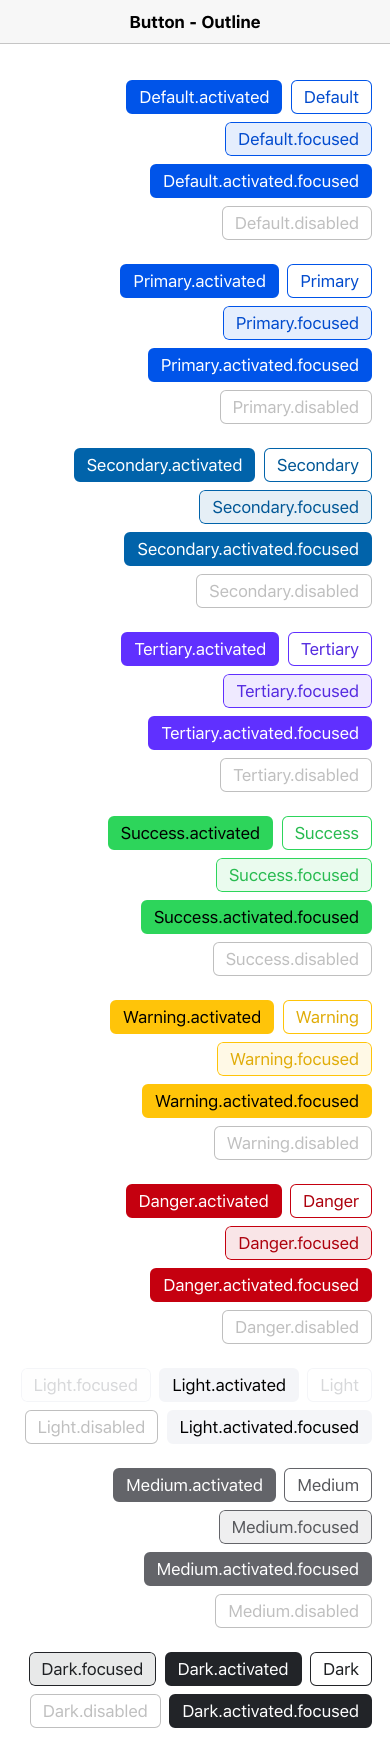 Button - Outline
Default.activated Default
Default.focused
Default.activated.focused
Default.disabled
Primary.activated Primary
Primary.focused
Primary.activated.focused
Primary.disabled
Secondary.activated Secondary
Secondary.focused
Secondary.activated.focused
Secondary.disabled
Tertiary.activated Tertiary
Tertiary.focused
Tertiary.activated.focused
Tertiary.disabled
Success.activated Success
Success.focused
Success.activated.focused
Success.disabled
Warning.activated Warning
Warning.focused
Warning.activated.focused
Warning.disabled
Danger.activated Danger
Danger.focused
Danger.activated.focused
Danger.disabled
Light.focused Light.activated Light
Light.disabled Light.activated.focused
Medium.activated Medium
Medium.focused
Medium.activated.focused
Medium.disabled
Dark.focused Dark.activated Dark
Dark.disabled Dark.activated.focused